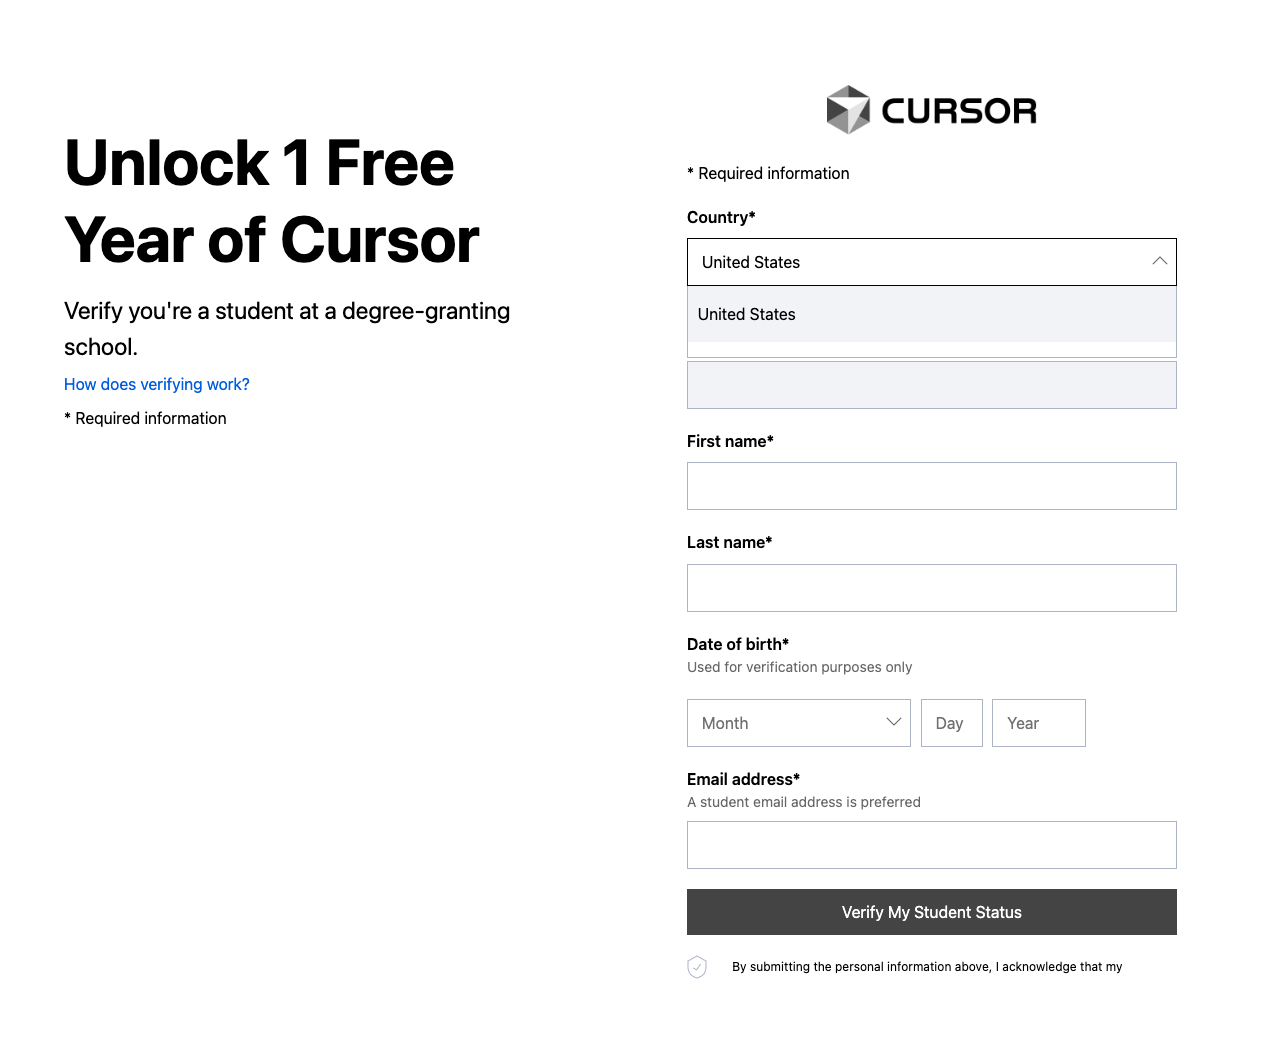 Unlock 1 Free
Year of Cursor
Verify you're a student at a degree-granting
school.
How does verifying work?
* Required information
CURSOR
* Required information
Country*
United States
United States
First name*
Last name*
Date of birth*
Used for verification purposes only
Month
Day
Year
Email address*
A student email address is preferred
Verify My Student Status
By submitting the personal information above, I acknowledge that my